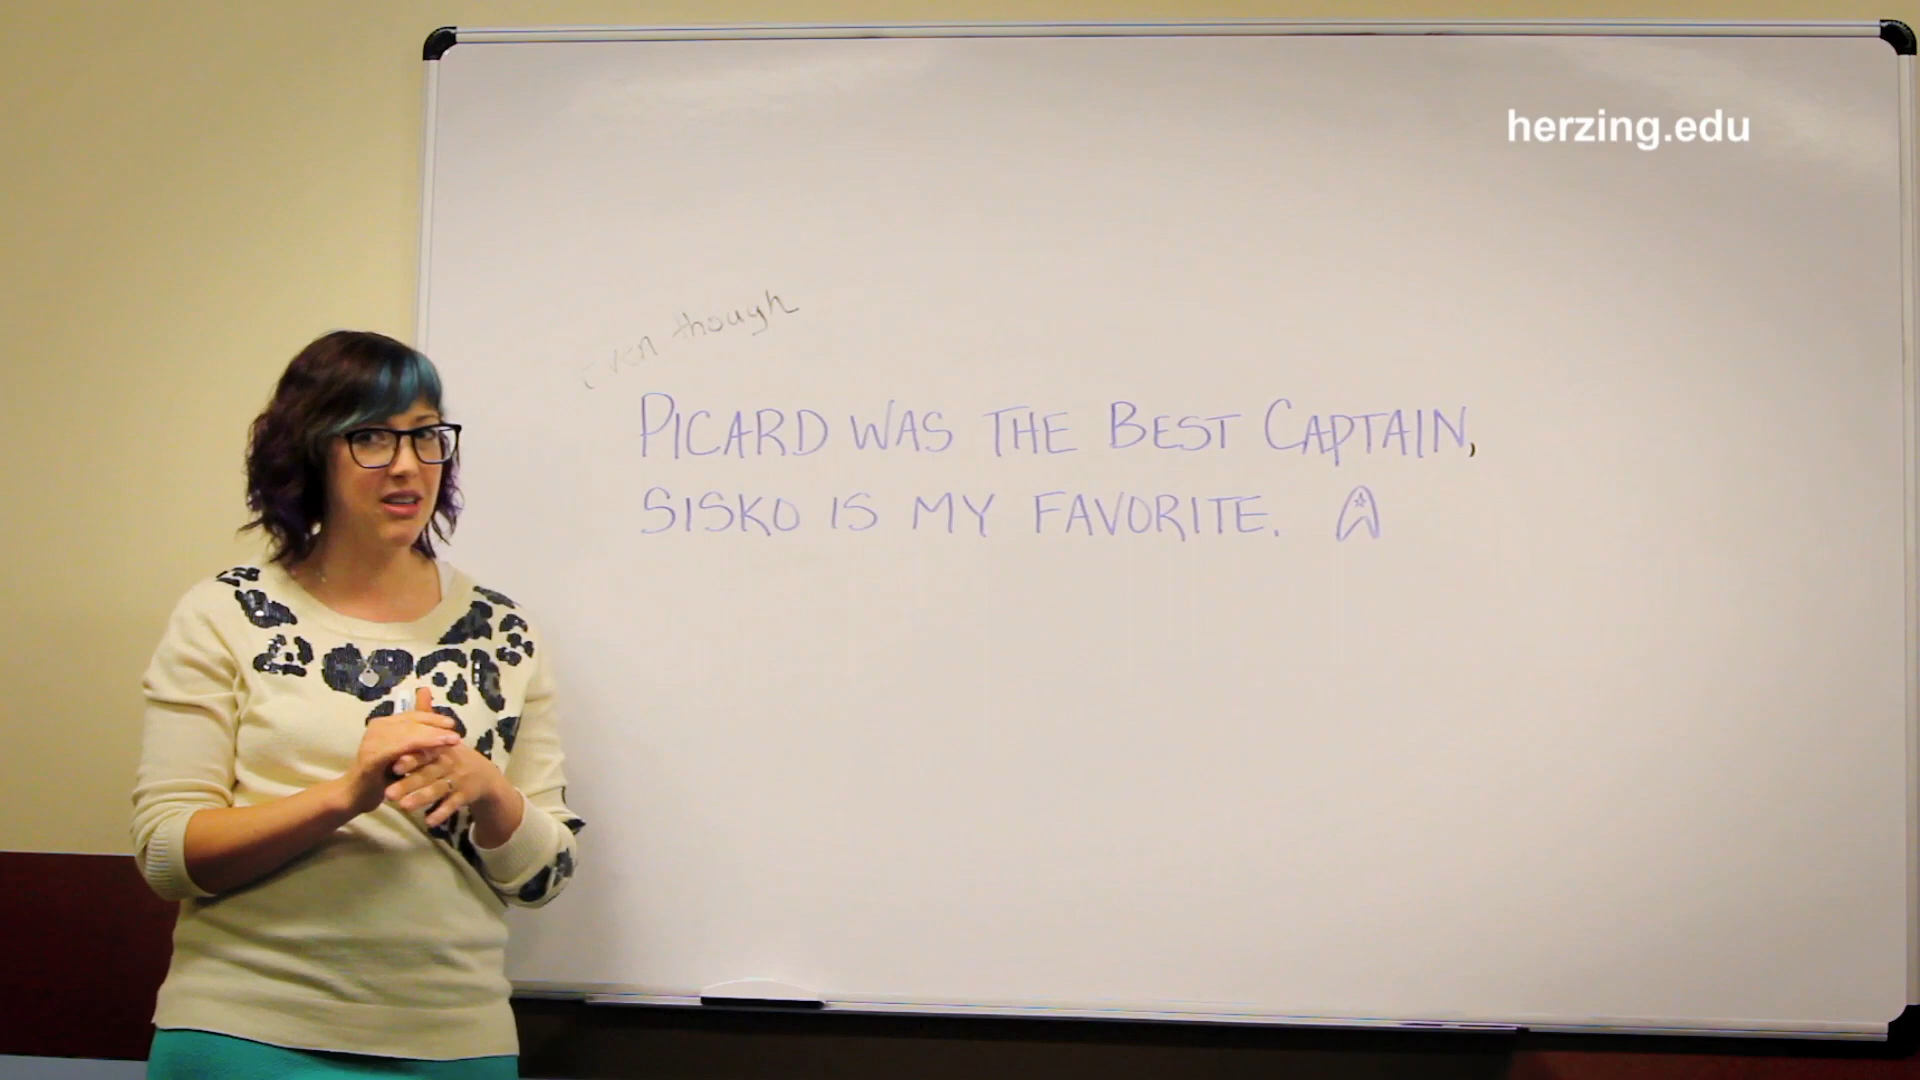 herzing.edu
even though
PICARD WAS THE BEST CAPTAIN,
SISKO IS MY FAVORITE.